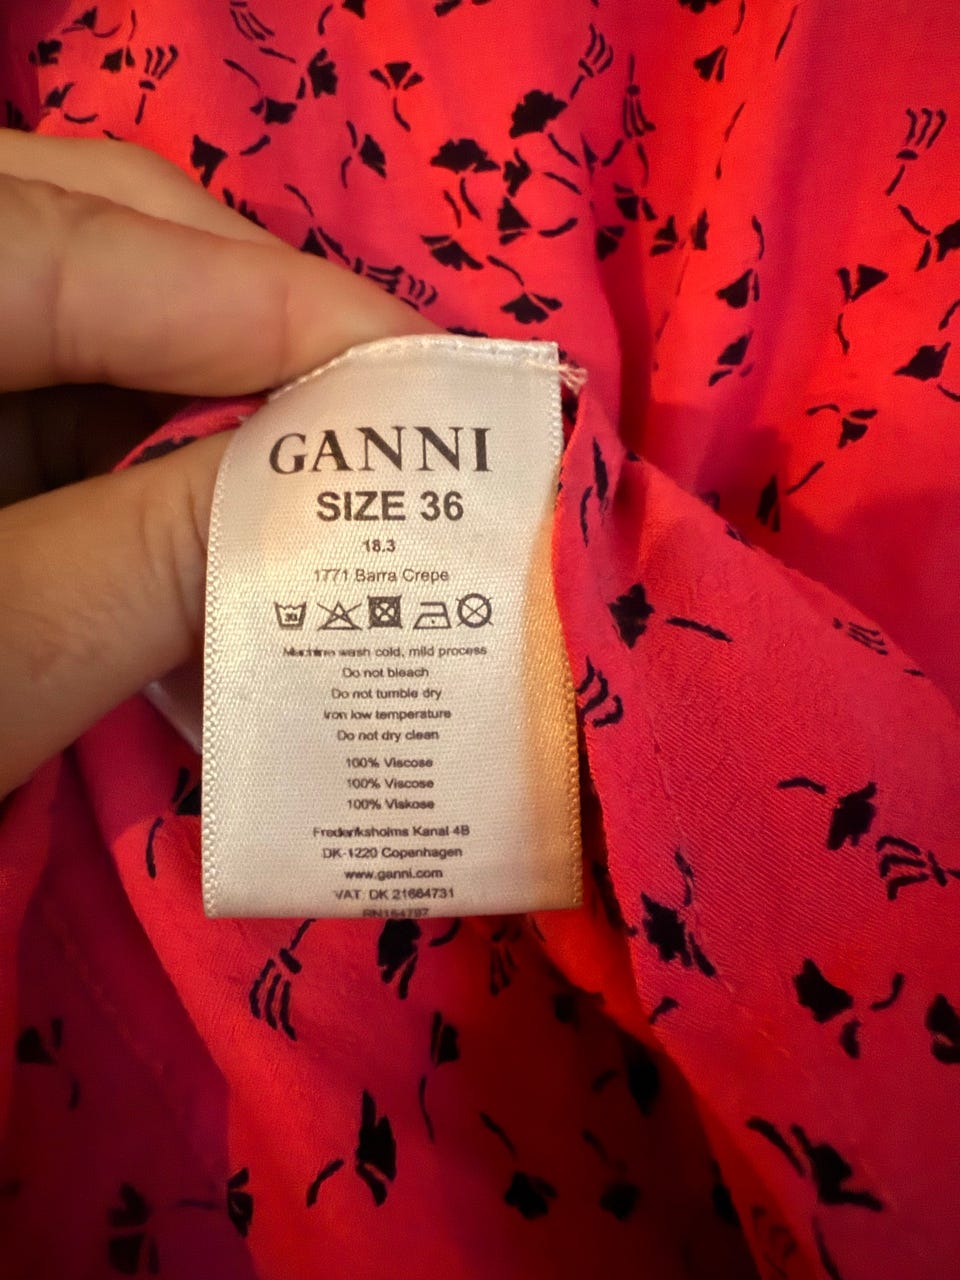 GANNI
SIZE 36
18.3
1771 Barra Crepe
30
Machine wash cold, mild process
Do not bleach
Do not tumble dry
Iron low temperature
Do not dry clean
100% Viscose
100% Viscose
100% Viskose
Frederiksholms Kanal 4B
DK-1220 Copenhagen
www.ganni.com
VAT: DK 21664731
RN154797